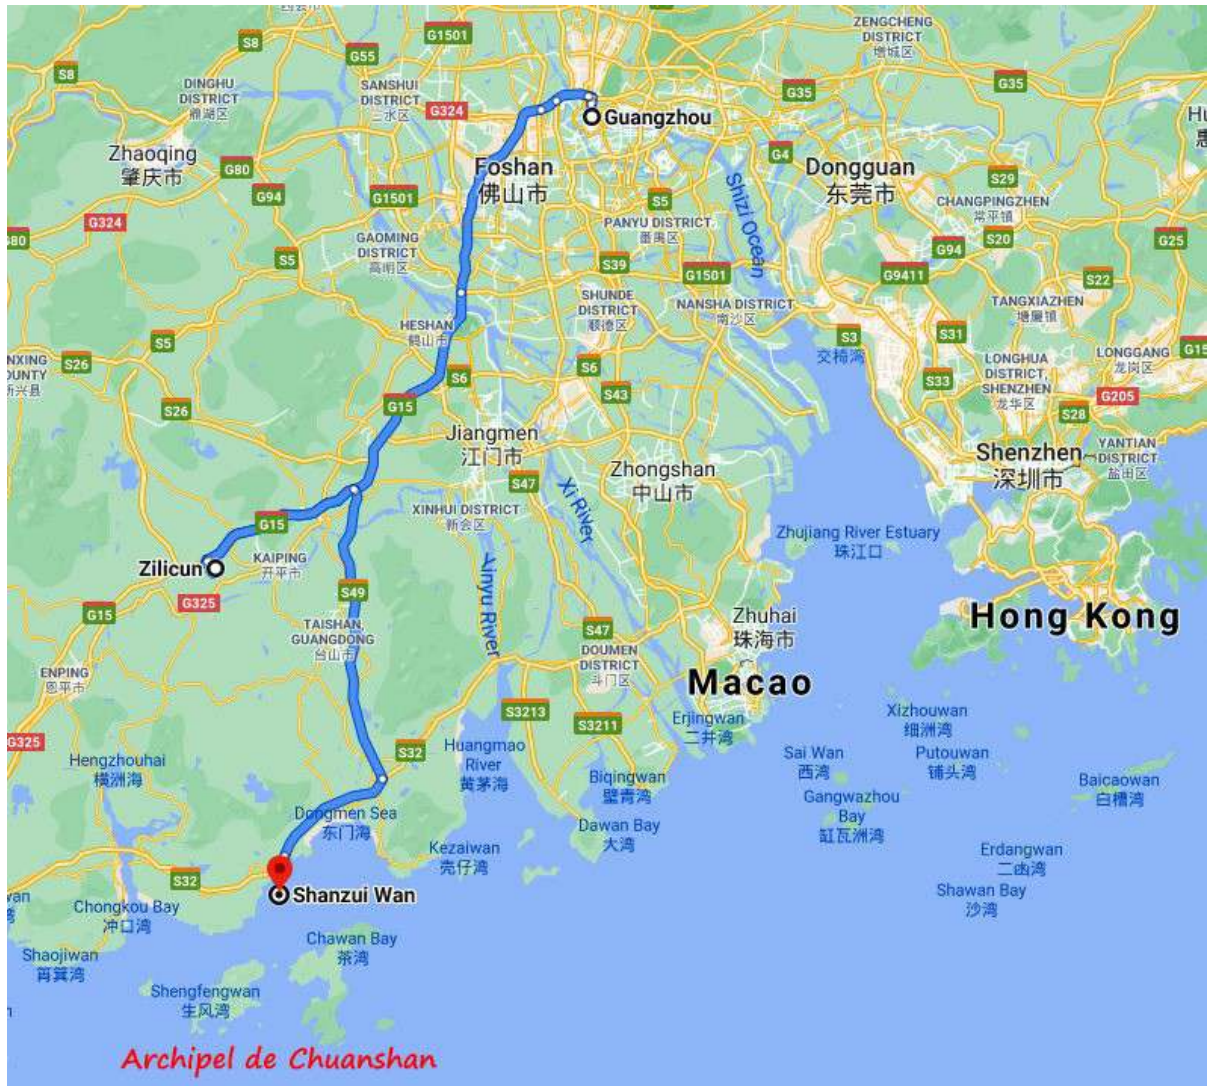 G1501
ZENGCHENG
DISTRICT
增城区
S8
G55
S8
DINGHU
DISTRICT
鼎湖区
SANSHUI
DISTRICT
三水区
G324
G35
G35
Guangzhou
Zhaoqing
肇庆市
G80
G94
G1501
Foshan
佛山市
G4
Dongguan
东莞市
S29
CHANGPINGZHEN
常平镇
S5
PANYU DISTRICT
番禺区
Shizi Ocean
G324
G80
GAOMING
DISTRICT
高明区
S5
S39
G1501
G94
S20
G25
G9411
S22
SHUNDE
DISTRICT
顺德区
NANSHA DISTRICT
南沙区
TANGXIAZHEN
塘厦镇
HESHAN
鹤山市
S5
S26
NXING
OUNTY
新兴县
S3
交椅湾
S31
LONGHUA
DISTRICT,
SHENZHEN
龙华区
LONGGANG
龙岗区
G15
S6
S6
S43
S33
G205
S26
G15
S28
Jiangmen
江门市
Zhongshan
中山市
Shenzhen
深圳市
YANTIAN
DISTRICT
盐田区
S47
XINHUI DISTRICT
新会区
Xi River
G15
Zhujiang River Estuary
珠江口
KAIPING
开平市
Zilicun
G325
S49
G15
Yinyu River
Hong Kong
TAISHAN,
GUANGDONG
台山市
S47
DOUMEN
DISTRICT
斗门区
Zhuhai
珠海市
ENPING
恩平市
Macao
S3213
S3211
Erjingwan
二井湾
Xizhouwan
细洲湾
G325
S32
Huangmao
River
黄茅海
Hengzhouhai
横洲海
Sai Wan
西湾
Putouwan
铺头湾
Biqingwan
壁青湾
Baicaowan
白槽湾
Gangwazhou
Bay
缸瓦洲湾
Dongmen Sea
东门海
Dawan Bay
大湾
Kezaiwan
壳仔湾
Erdangwan
二凼湾
S32
Shanzui Wan
Shawan Bay
沙湾
Chongkou Bay
冲口湾
Chawan Bay
茶湾
Shaojiwan
筲箕湾
Shengfengwan
生风湾
Archipel de Chuanshan